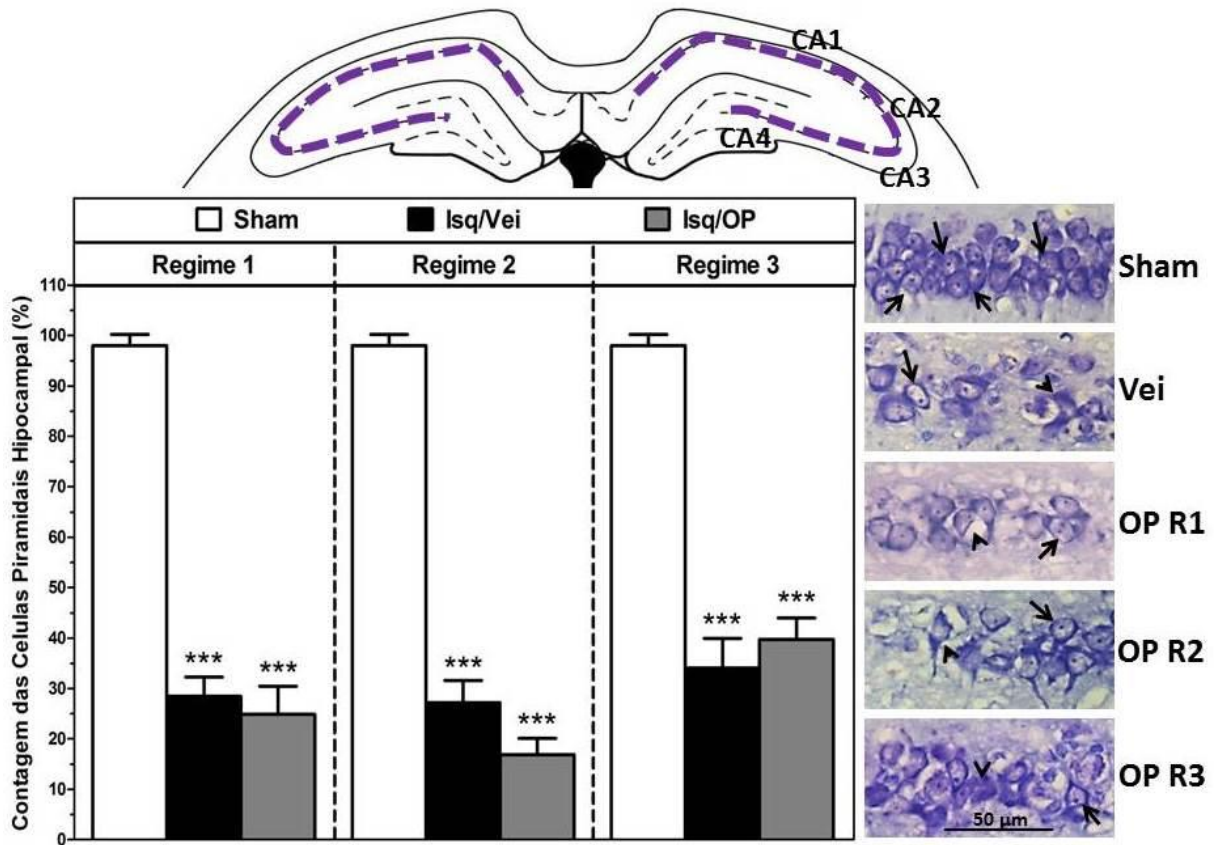 CA1
CA2
CA4
CA3
Sham Isq/Vei Isq/OP
Regime 1 Regime 2 Regime 3
Contagem das Celulas Piramidais Hipocampal (%)
110
100
90
80
70
60
50
40
30
20
10
0
*** ***
*** ***
*** ***
Sham
Vei
OP R1
OP R2
OP R3
50 µm